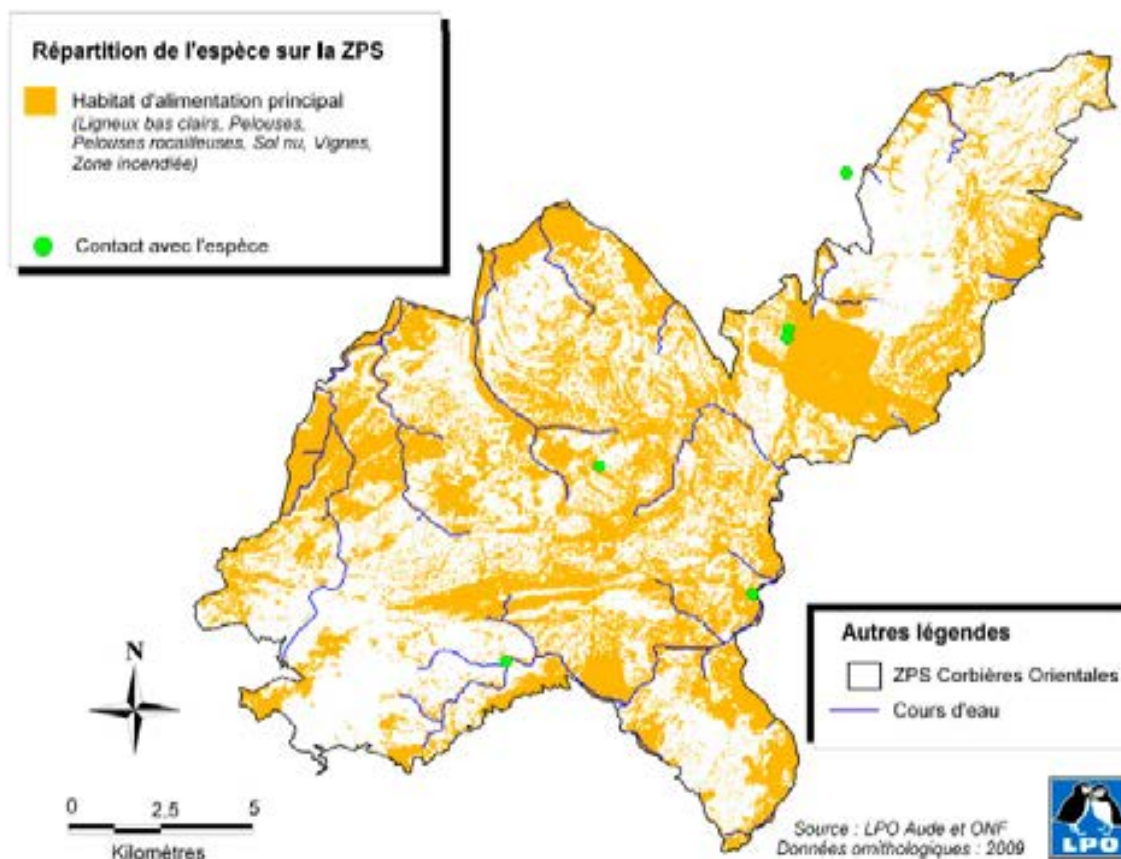 Répartition de l'espèce sur la ZPS
Habitat d'alimentation principal
(Ligneux bas clairs, Pelouses,
Pelouses rocailleuses, Sol nu, Vignes,
Zone incendiée)
Contact avec l'espèce
Autres légendes
ZPS Corbières Orientales
Cours d'eau
N
0 2.5 5
Kilomètres
Source : LPO Aude et ONF
Données ornithologiques : 2009
LPO